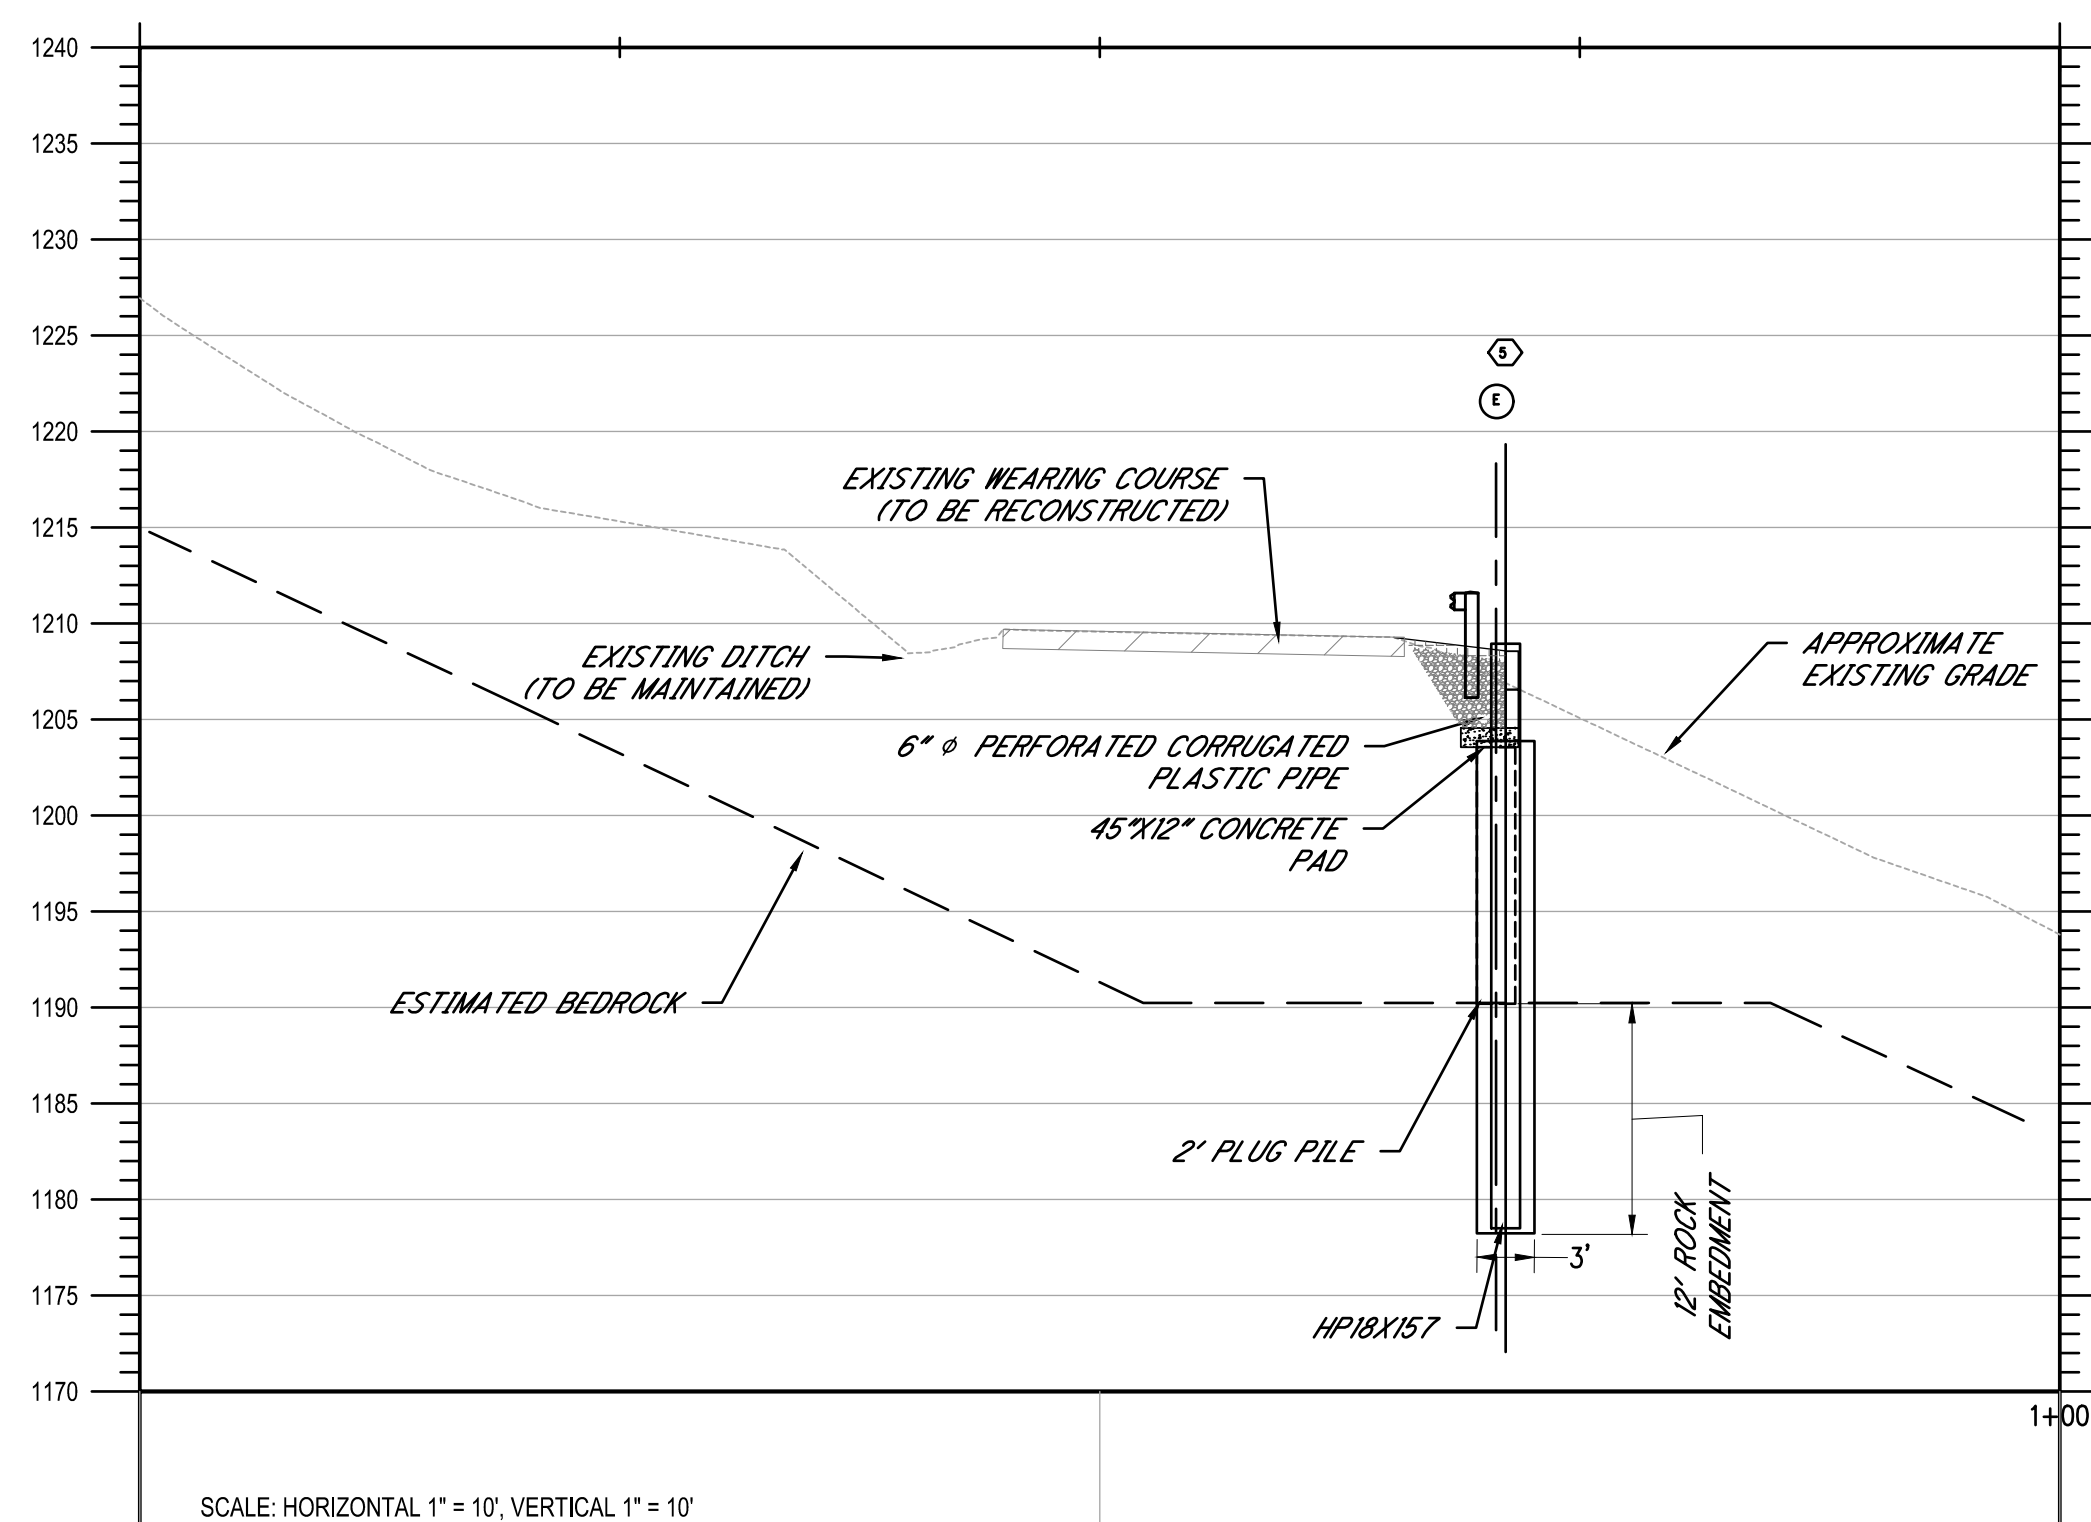 1240
1235
1230
1225
1220
1215
1210
1205
1200
1195
1190
1185
1180
1175
1170
5
E
EXISTING WEARING COURSE
(TO BE RECONSTRUCTED)
EXISTING DITCH
(TO BE MAINTAINED)
APPROXIMATE
EXISTING GRADE
6" ϕ PERFORATED CORRUGATED
PLASTIC PIPE
45"X12" CONCRETE
PAD
ESTIMATED BEDROCK
2' PLUG PILE
12' ROCK
EMBEDMENT
3'
HP18X157
1+00
SCALE: HORIZONTAL 1" = 10', VERTICAL 1" = 10'